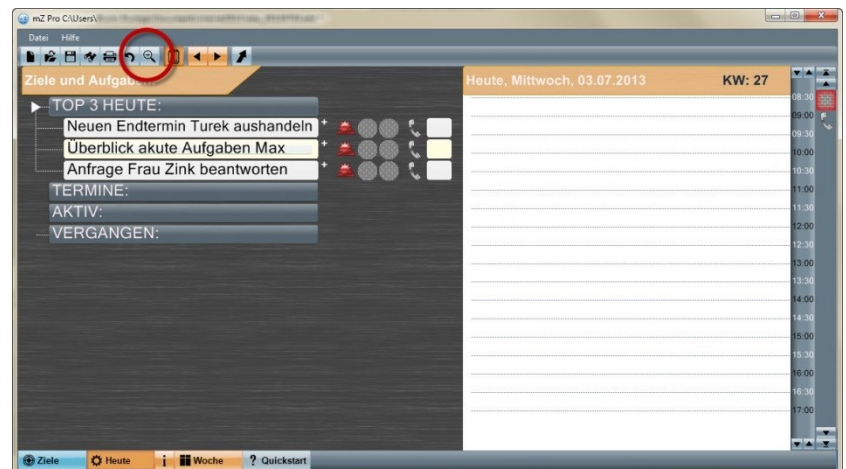 mZ Pro C:\Users\
Datei Hilfe
Ziele und Aufgaben:
TOP 3 HEUTE:
Neuen Endtermin Turek aushandeln
Überblick akute Aufgaben Max
Anfrage Frau Zink beantworten
TERMINE:
AKTIV:
VERGANGEN:
Heute, Mittwoch, 03.07.2013 KW: 27
08:30
09:00
09:30
10:00
10:30
11:00
11:30
12:00
12:30
13:00
13:30
14:00
14:30
15:00
15:30
16:00
16:30
17:00
Ziele Heute i Woche ? Quickstart